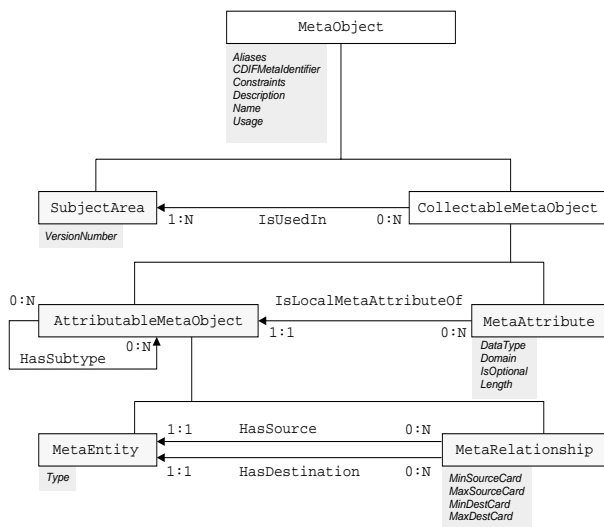 MetaObject
Aliases
CDIFMetaIdentifier
Constraints
Description
Name
Usage
SubjectArea
CollectableMetaObject
1:N IsUsedIn 0:N
VersionNumber
0:N
IsLocalMetaAttributeOf
AttributableMetaObject
MetaAttribute
0:N
1:1
0:N
HasSubtype
DataType
Domain
IsOptional
Length
1:1 HasSource 0:N
MetaEntity
MetaRelationship
1:1 HasDestination 0:N
Type
MinSourceCard
MaxSourceCard
MinDestCard
MaxDestCard